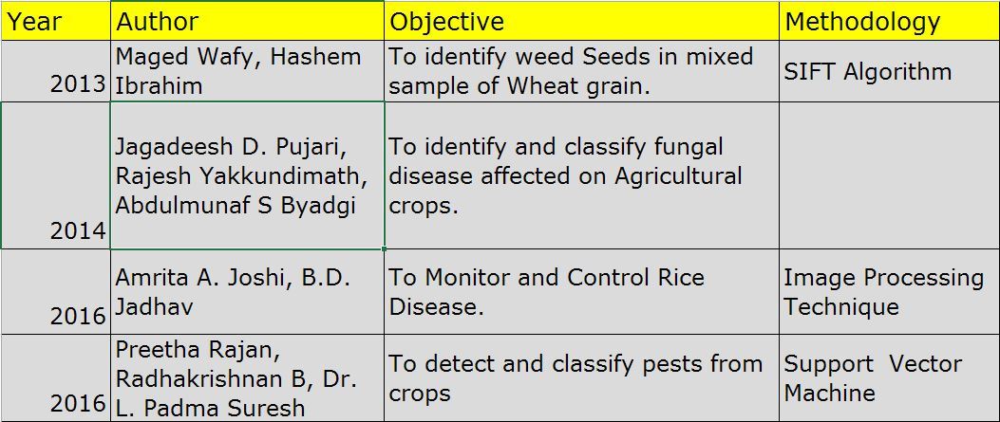 Year Author Objective Methodology
2013 Maged Wafy, Hashem Ibrahim To identify weed Seeds in mixed sample of Wheat grain. SIFT Algorithm
2014 Jagadeesh D. Pujari, Rajesh Yakkundimath, Abdulmunaf S Byadgi To identify and classify fungal disease affected on Agricultural crops.
2016 Amrita A. Joshi, B.D. Jadhav To Monitor and Control Rice Disease. Image Processing Technique
2016 Preetha Rajan, Radhakrishnan B, Dr. L. Padma Suresh To detect and classify pests from crops Support Vector Machine